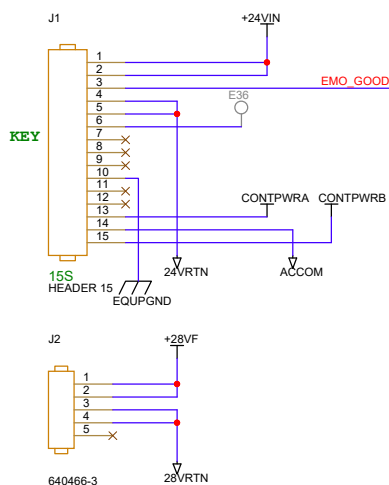 J1
+24VIN
1
2
3
EMO_GOOD
4
E36
5
6
KEY
7
8
9
10
11
12
CONTPWRA
CONTPWRB
13
14
15
15S
24VRTN
ACCOM
HEADER 15
EQUPGND
J2
+28VF
1
2
3
4
5
28VRTN
640466-3